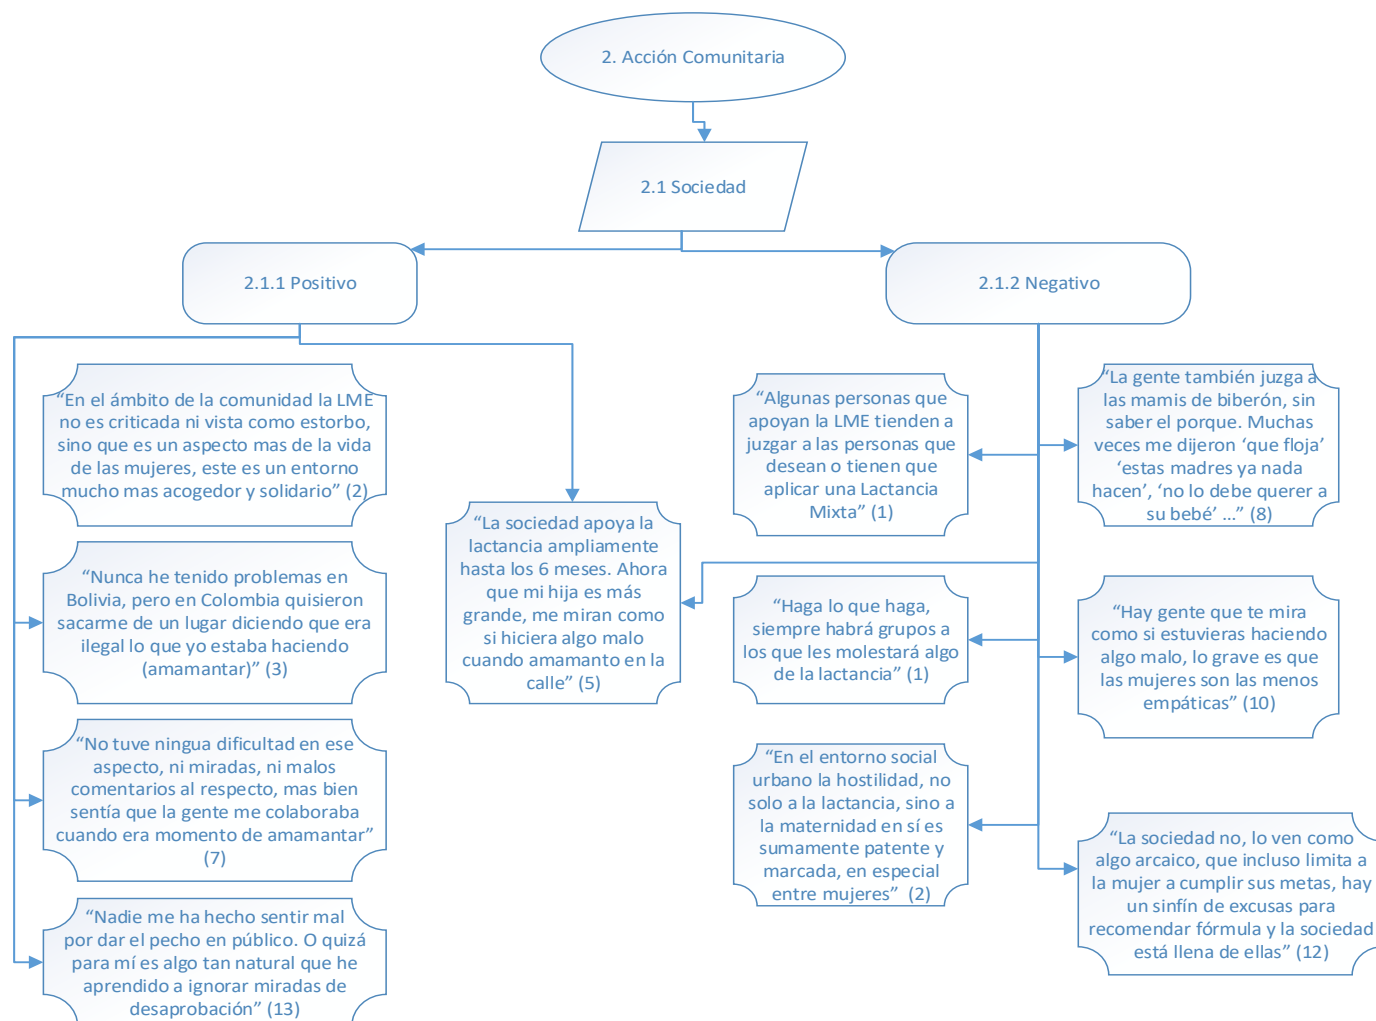 2. Acción Comunitaria
2.1 Sociedad
2.1.1 Positivo
2.1.2 Negativo
“En el ámbito de la comunidad la LME
no es criticada ni vista como estorbo,
sino que es un aspecto mas de la vida
de las mujeres, este es un entorno
mucho mas acogedor y solidario” (2)
“Nunca he tenido problemas en
Bolivia, pero en Colombia quisieron
sacarme de un lugar diciendo que era
ilegal lo que yo estaba haciendo
(amamantar)” (3)
“No tuve ningua dificultad en ese
aspecto, ni miradas, ni malos
comentarios al respecto, mas bien
sentía que la gente me colaboraba
cuando era momento de amamantar”
(7)
“Nadie me ha hecho sentir mal
por dar el pecho en público. O quizá
para mí es algo tan natural que he
aprendido a ignorar miradas de
desaprobación” (13)
“La sociedad apoya la
lactancia ampliamente
hasta los 6 meses. Ahora
que mi hija es más
grande, me miran como
si hiciera algo malo
cuando amamanto en la
calle” (5)
“Algunas personas que
apoyan la LME tienden a
juzgar a las personas que
desean o tienen que
aplicar una Lactancia
Mixta” (1)
“Haga lo que haga,
siempre habrá grupos a
los que les molestará algo
de la lactancia” (1)
“En el entorno social
urbano la hostilidad, no
solo a la lactancia, sino a
la maternidad en sí es
sumamente patente y
marcada, en especial
entre mujeres” (2)
“La gente también juzga a
las mamis de biberón, sin
saber el porque. Muchas
veces me dijeron ‘que floja’
‘estas madres ya nada
hacen’, ‘no lo debe querer a
su bebé’ …” (8)
“Hay gente que te mira
como si estuvieras haciendo
algo malo, lo grave es que
las mujeres son las menos
empáticas” (10)
“La sociedad no, lo ven como
algo arcaico, que incluso limita a
la mujer a cumplir sus metas, hay
un sinfín de excusas para
recomendar fórmula y la sociedad
está llena de ellas” (12)